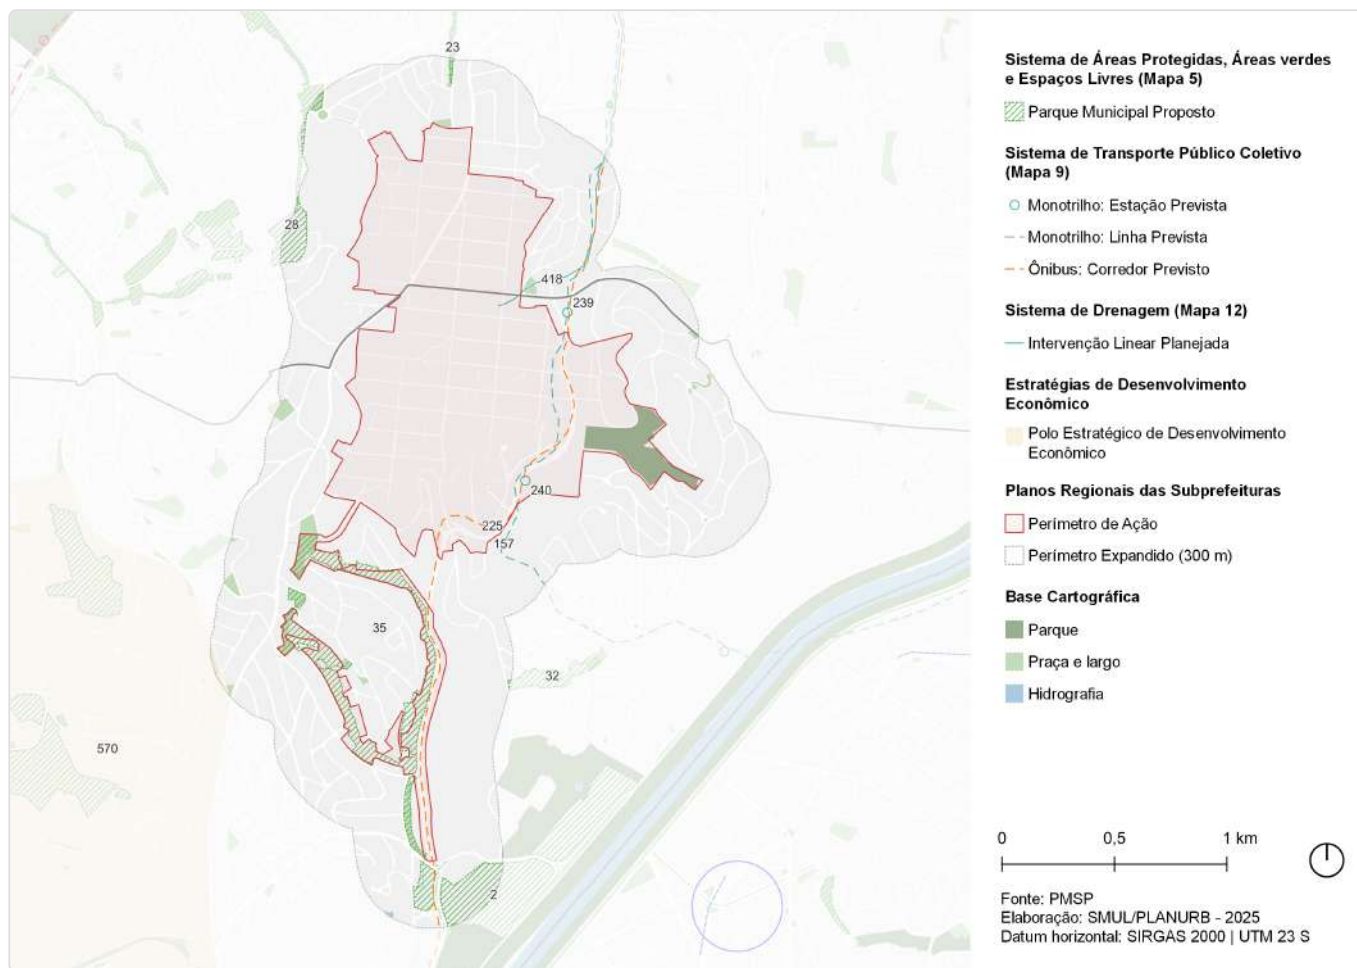 23
28
418
239
240
225
157
35
32
570
2
Sistema de Áreas Protegidas, Áreas verdes
e Espaços Livres (Mapa 5)
Parque Municipal Proposto
Sistema de Transporte Público Coletivo
(Mapa 9)
Monotrilho: Estação Prevista
Monotrilho: Linha Prevista
Ônibus: Corredor Previsto
Sistema de Drenagem (Mapa 12)
Intervenção Linear Planejada
Estratégias de Desenvolvimento
Econômico
Polo Estratégico de Desenvolvimento
Econômico
Planos Regionais das Subprefeituras
Perímetro de Ação
Perímetro Expandido (300 m)
Base Cartográfica
Parque
Praça e largo
Hidrografia
0 0,5 1 km
Fonte: PMSP
Elaboração: SMUL/PLANURB - 2025
Datum horizontal: SIRGAS 2000 | UTM 23 S